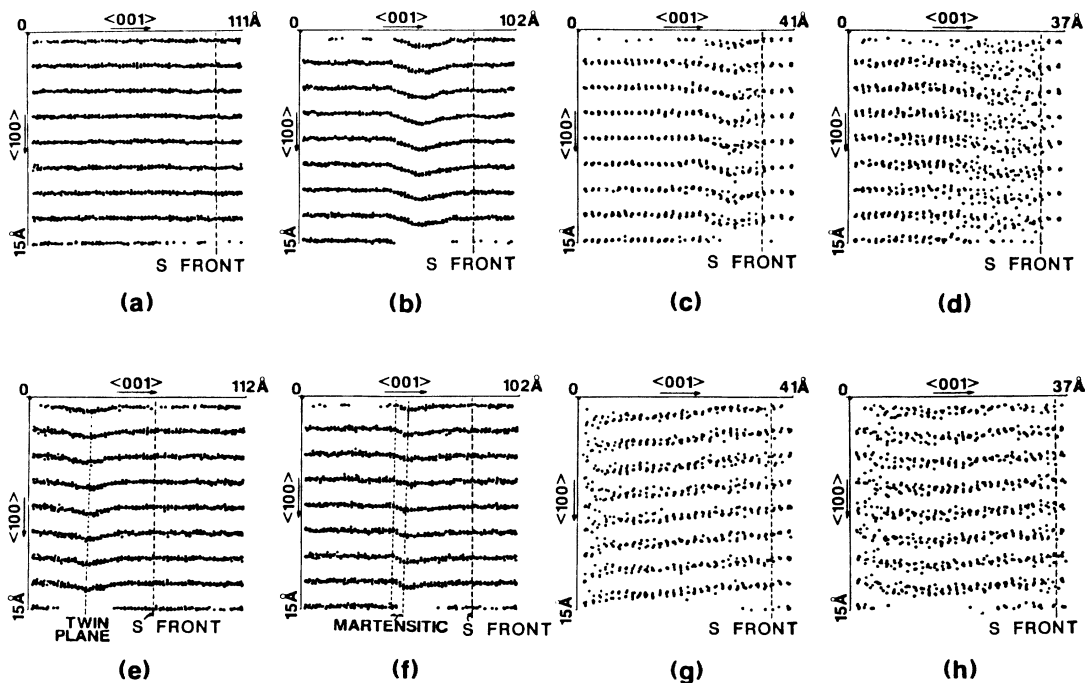 0 <001> 111Å
<100>
15Å
S FRONT
(a)
0 <001> 102Å
<100>
15Å
S FRONT
(b)
0 <001> 41Å
<100>
15Å
S FRONT
(c)
0 <001> 37Å
<100>
15Å
S FRONT
(d)
0 <001> 112Å
<100>
15Å
TWIN
PLANE
S FRONT
(e)
0 <001> 102Å
<100>
15Å
MARTENSITIC
S FRONT
(f)
0 <001> 41Å
<100>
15Å
S FRONT
(g)
0 <001> 37Å
<100>
15Å
S FRONT
(h)